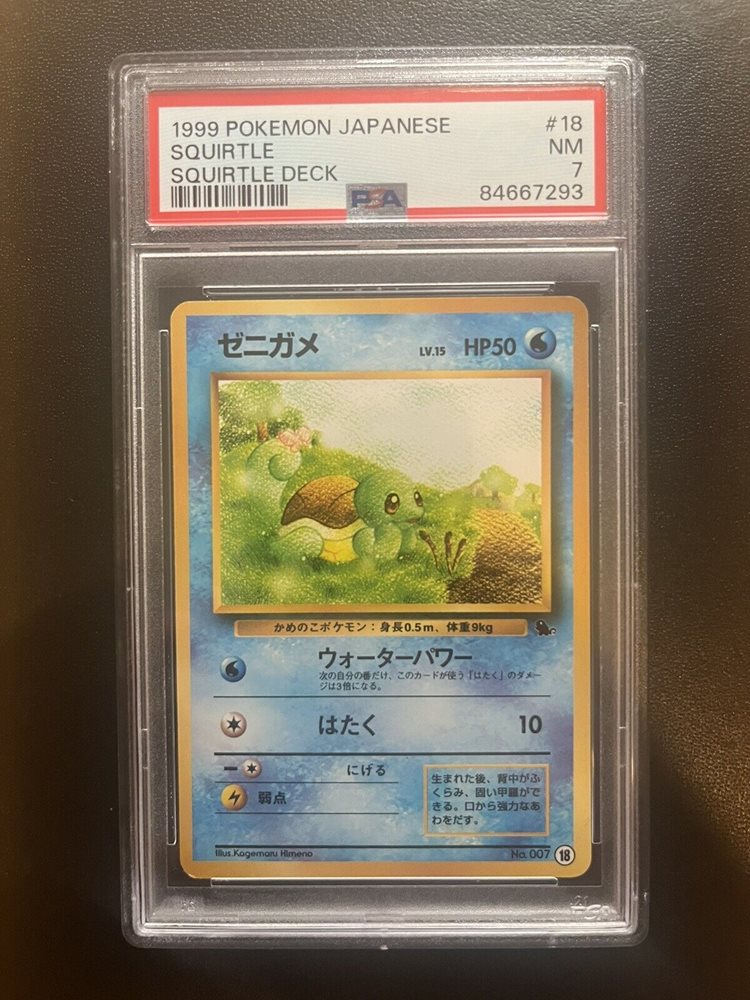 1999 POKEMON JAPANESE #18
SQUIRTLE NM
SQUIRTLE DECK 7
PSA 84667293
ゼニガメ LV.15 HP50
かめのこポケモン：身長0.5m、体重9kg
ウォーターパワー
次の自分の番だけ、このカードが使う「はたく」のダメー
ジは3倍になる。
はたく 10
にげる
弱点
生まれた後、背中がふ
くらみ、固い甲羅がで
きる。口から強力なあ
わをだす。
Illus.Kagemaru Himeno No.007 18